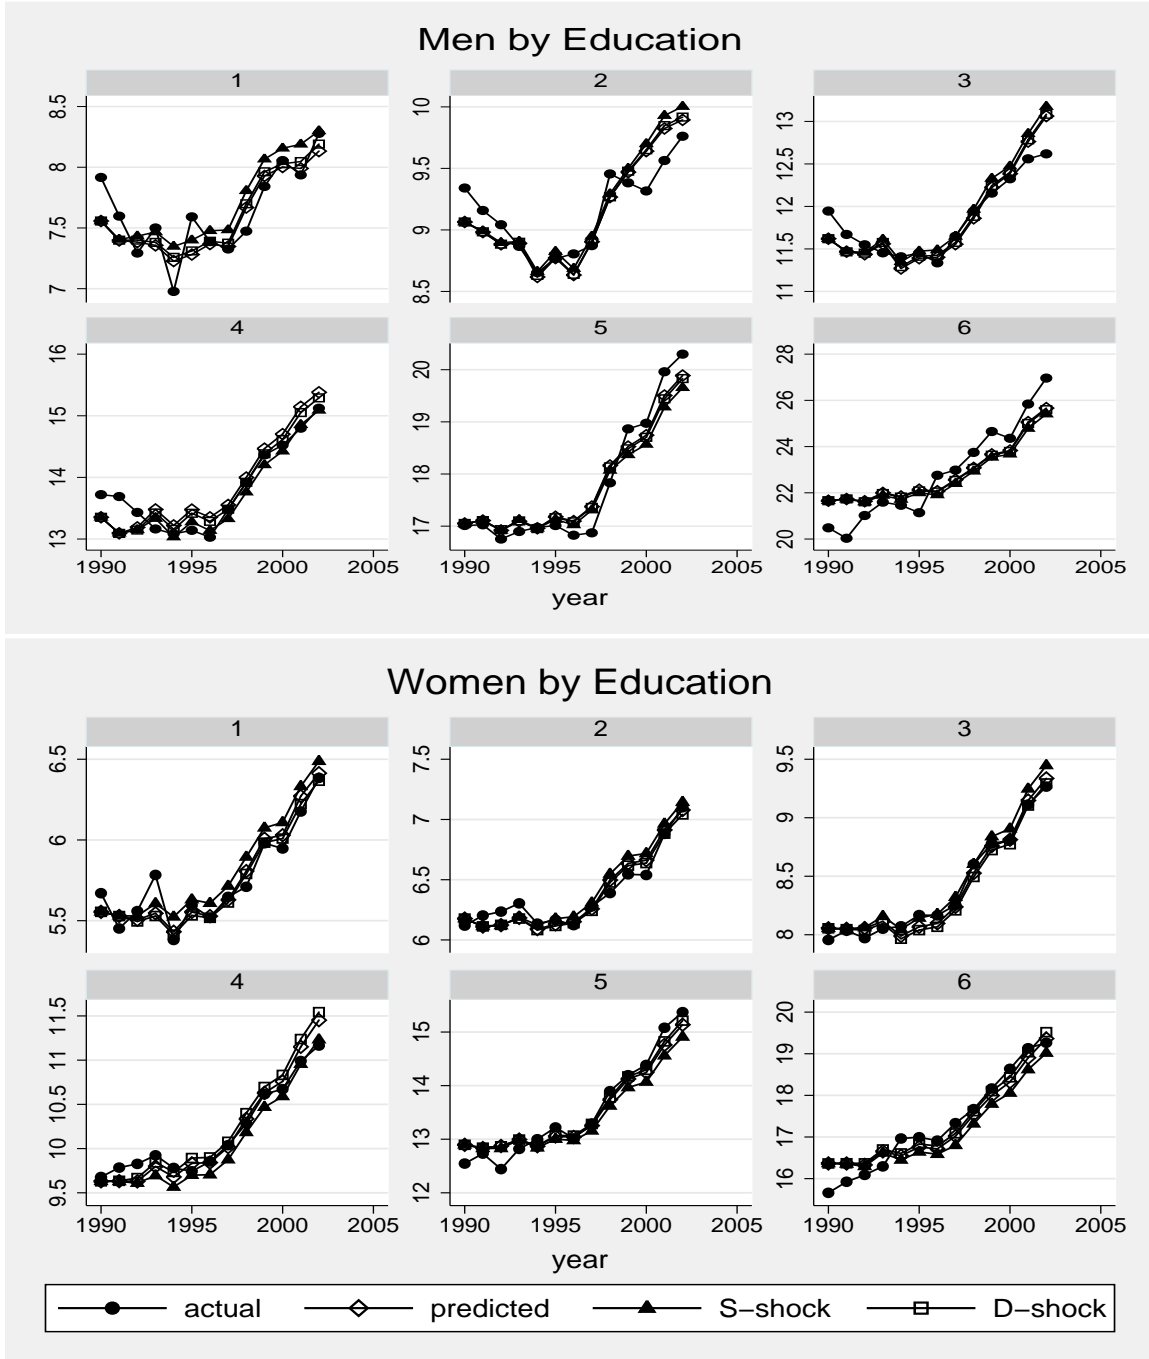 Men by Education
1 2 3
8.5 10 13
8 9.5 12.5
7.5 9 12
7 8.5 11.5
11
4 5 6
16 20 28
15 19 26
14 18 24
13 17 22
20
1990 1995 2000 2005 1990 1995 2000 2005 1990 1995 2000 2005
year
Women by Education
1 2 3
6.5 7.5 9.5
6 7 9
5.5 6.5 8.5
6 8
4 5 6
11.5 15 20
11 14 19
10.5 13 18
10 12 17
9.5 16
1990 1995 2000 2005 1990 1995 2000 2005 1990 1995 2000 2005
year
actual predicted S-shock D-shock